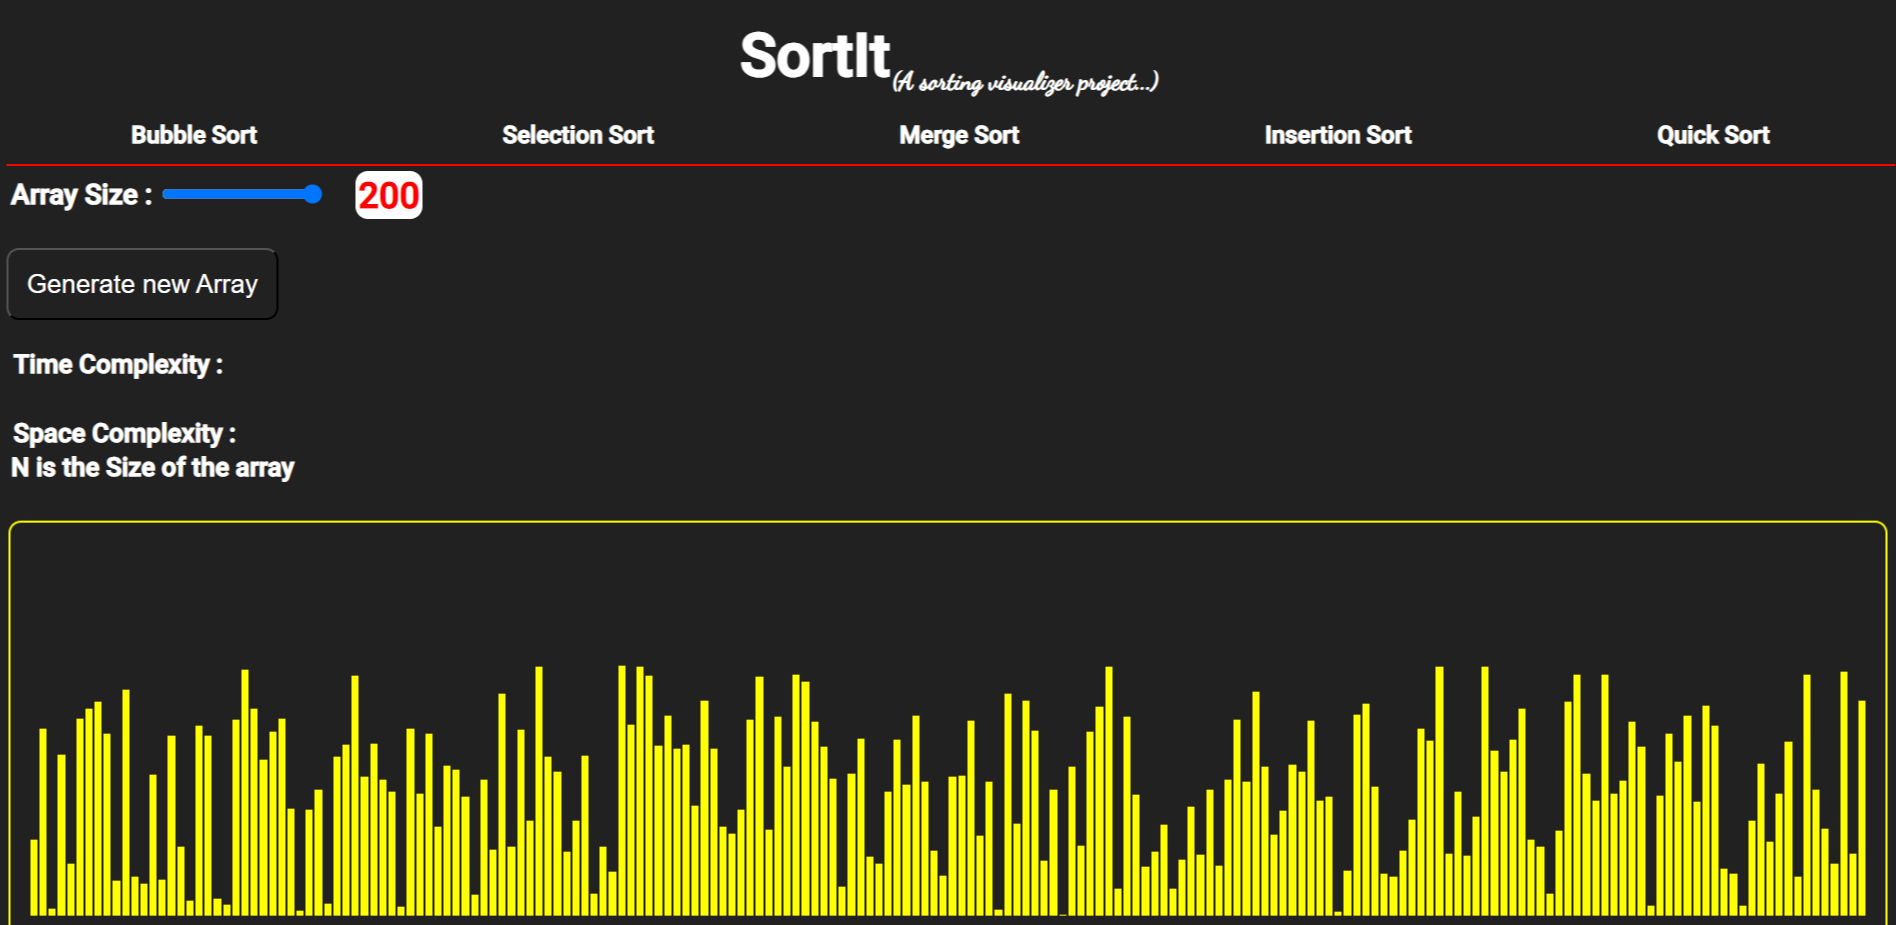 SortIt (A sorting visualizer project...)
Bubble Sort Selection Sort Merge Sort Insertion Sort Quick Sort
Array Size : 200
Generate new Array
Time Complexity :
Space Complexity :
N is the Size of the array